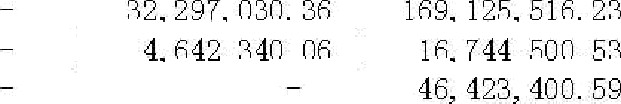 - 32,297,030.36 169,125,516.23
- 4,642,340.06 16,744,500.53
- - 46,423,400.59